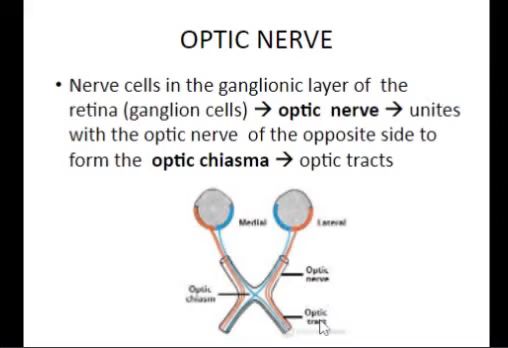 OPTIC NERVE
• Nerve cells in the ganglionic layer of the
retina (ganglion cells) → optic nerve → unites
with the optic nerve of the opposite side to
form the optic chiasma → optic tracts
Medial
Lateral
Optic
nerve
Optic
chiasm
Optic
tract